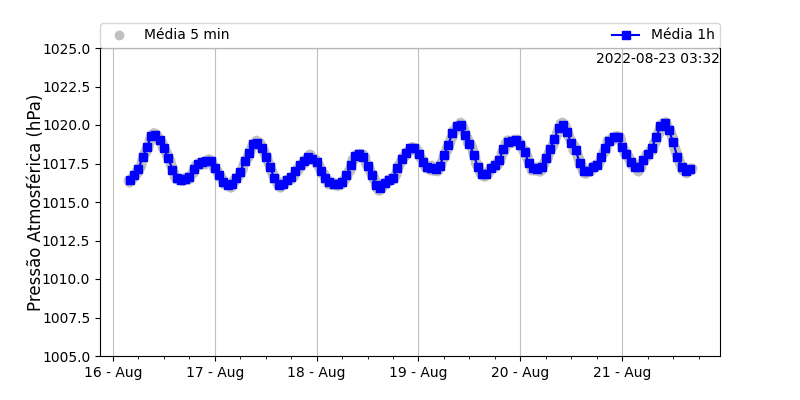 Média 5 min
Média 1h
2022-08-23 03:32
Pressão Atmosférica (hPa)
1025.0
1022.5
1020.0
1017.5
1015.0
1012.5
1010.0
1007.5
1005.0
16 - Aug
17 - Aug
18 - Aug
19 - Aug
20 - Aug
21 - Aug